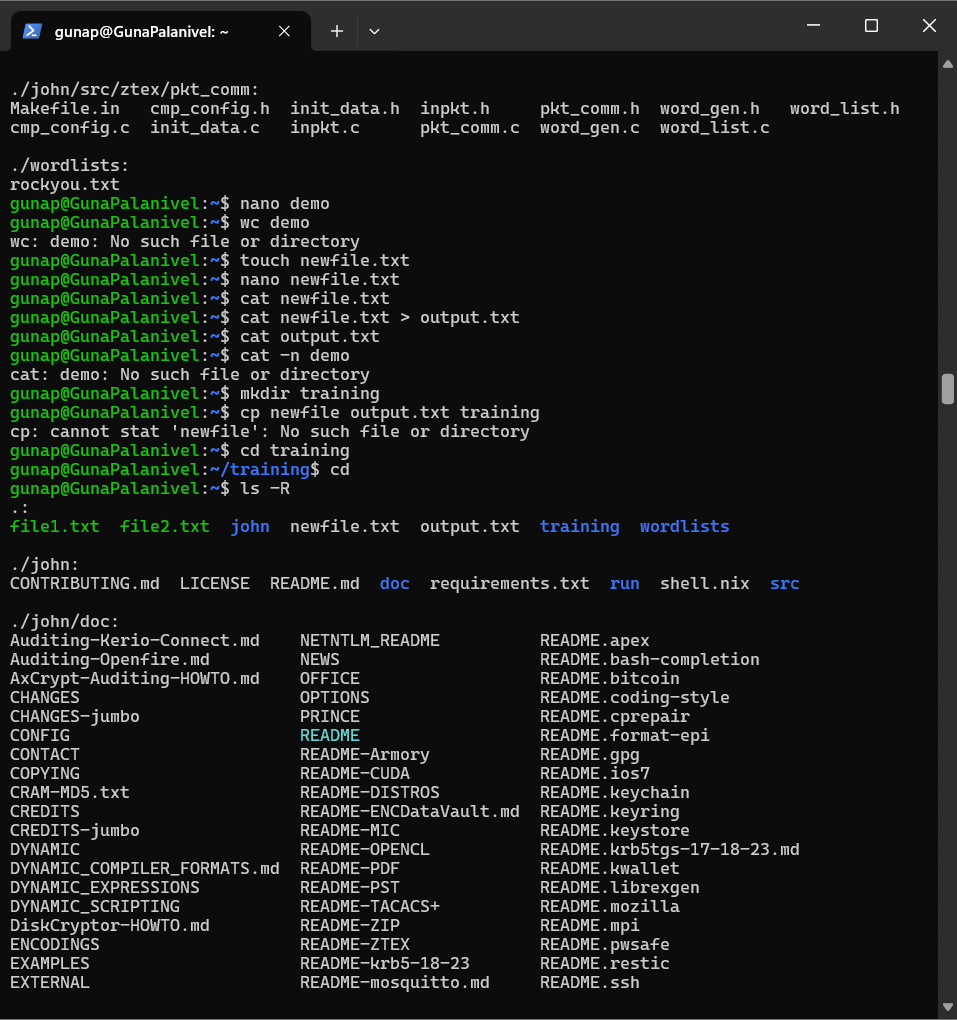 gunap@GunaPalanivel: ~
./john/src/ztex/pkt_comm:
Makefile.in cmp_config.h init_data.h inpkt.h pkt_comm.h word_gen.h word_list.h
cmp_config.c init_data.c inpkt.c pkt_comm.c word_gen.c word_list.c
./wordlists:
rockyou.txt
gunap@GunaPalanivel:~$ nano demo
gunap@GunaPalanivel:~$ wc demo
wc: demo: No such file or directory
gunap@GunaPalanivel:~$ touch newfile.txt
gunap@GunaPalanivel:~$ nano newfile.txt
gunap@GunaPalanivel:~$ cat newfile.txt
gunap@GunaPalanivel:~$ cat newfile.txt > output.txt
gunap@GunaPalanivel:~$ cat output.txt
gunap@GunaPalanivel:~$ cat -n demo
cat: demo: No such file or directory
gunap@GunaPalanivel:~$ mkdir training
gunap@GunaPalanivel:~$ cp newfile output.txt training
cp: cannot stat 'newfile': No such file or directory
gunap@GunaPalanivel:~$ cd training
gunap@GunaPalanivel:~/training$ cd
gunap@GunaPalanivel:~$ ls -R
.:
file1.txt file2.txt john newfile.txt output.txt training wordlists
./john:
CONTRIBUTING.md LICENSE README.md doc requirements.txt run shell.nix src
./john/doc:
Auditing-Kerio-Connect.md NETNTLM_README README.apex
Auditing-Openfire.md NEWS README.bash-completion
AxCrypt-Auditing-HOWTO.md OFFICE README.bitcoin
CHANGES OPTIONS README.coding-style
CHANGES-jumbo PRINCE README.cprepair
CONFIG README README.format-epi
CONTACT README-Armory README.gpg
COPYING README-CUDA README.ios7
CRAM-MD5.txt README-DISTROS README.keychain
CREDITS README-ENCDataVault.md README.keyring
CREDITS-jumbo README-MIC README.keystore
DYNAMIC README-OPENCL README.krb5tgs-17-18-23.md
DYNAMIC_COMPILER_FORMATS.md README-PDF README.kwallet
DYNAMIC_EXPRESSIONS README-PST README.librexgen
DYNAMIC_SCRIPTING README-TACACS+ README.mozilla
DiskCryptor-HOWTO.md README-ZIP README.mpi
ENCODINGS README-ZTEX README.pwsafe
EXAMPLES README-krb5-18-23 README.restic
EXTERNAL README-mosquitto.md README.ssh